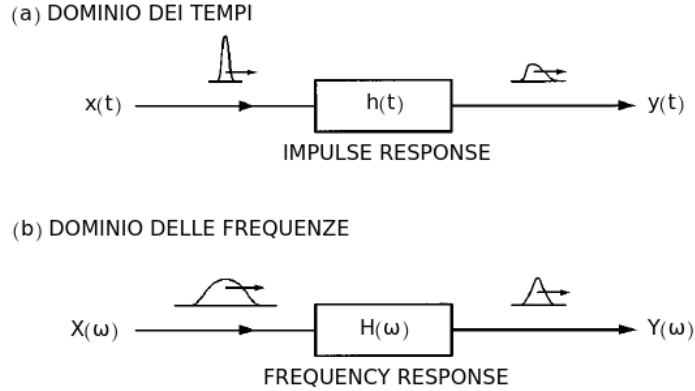 (a) DOMINIO DEI TEMPI
x(t)
h(t)
y(t)
IMPULSE RESPONSE
(b) DOMINIO DELLE FREQUENZE
X(ω)
H(ω)
Y(ω)
FREQUENCY RESPONSE